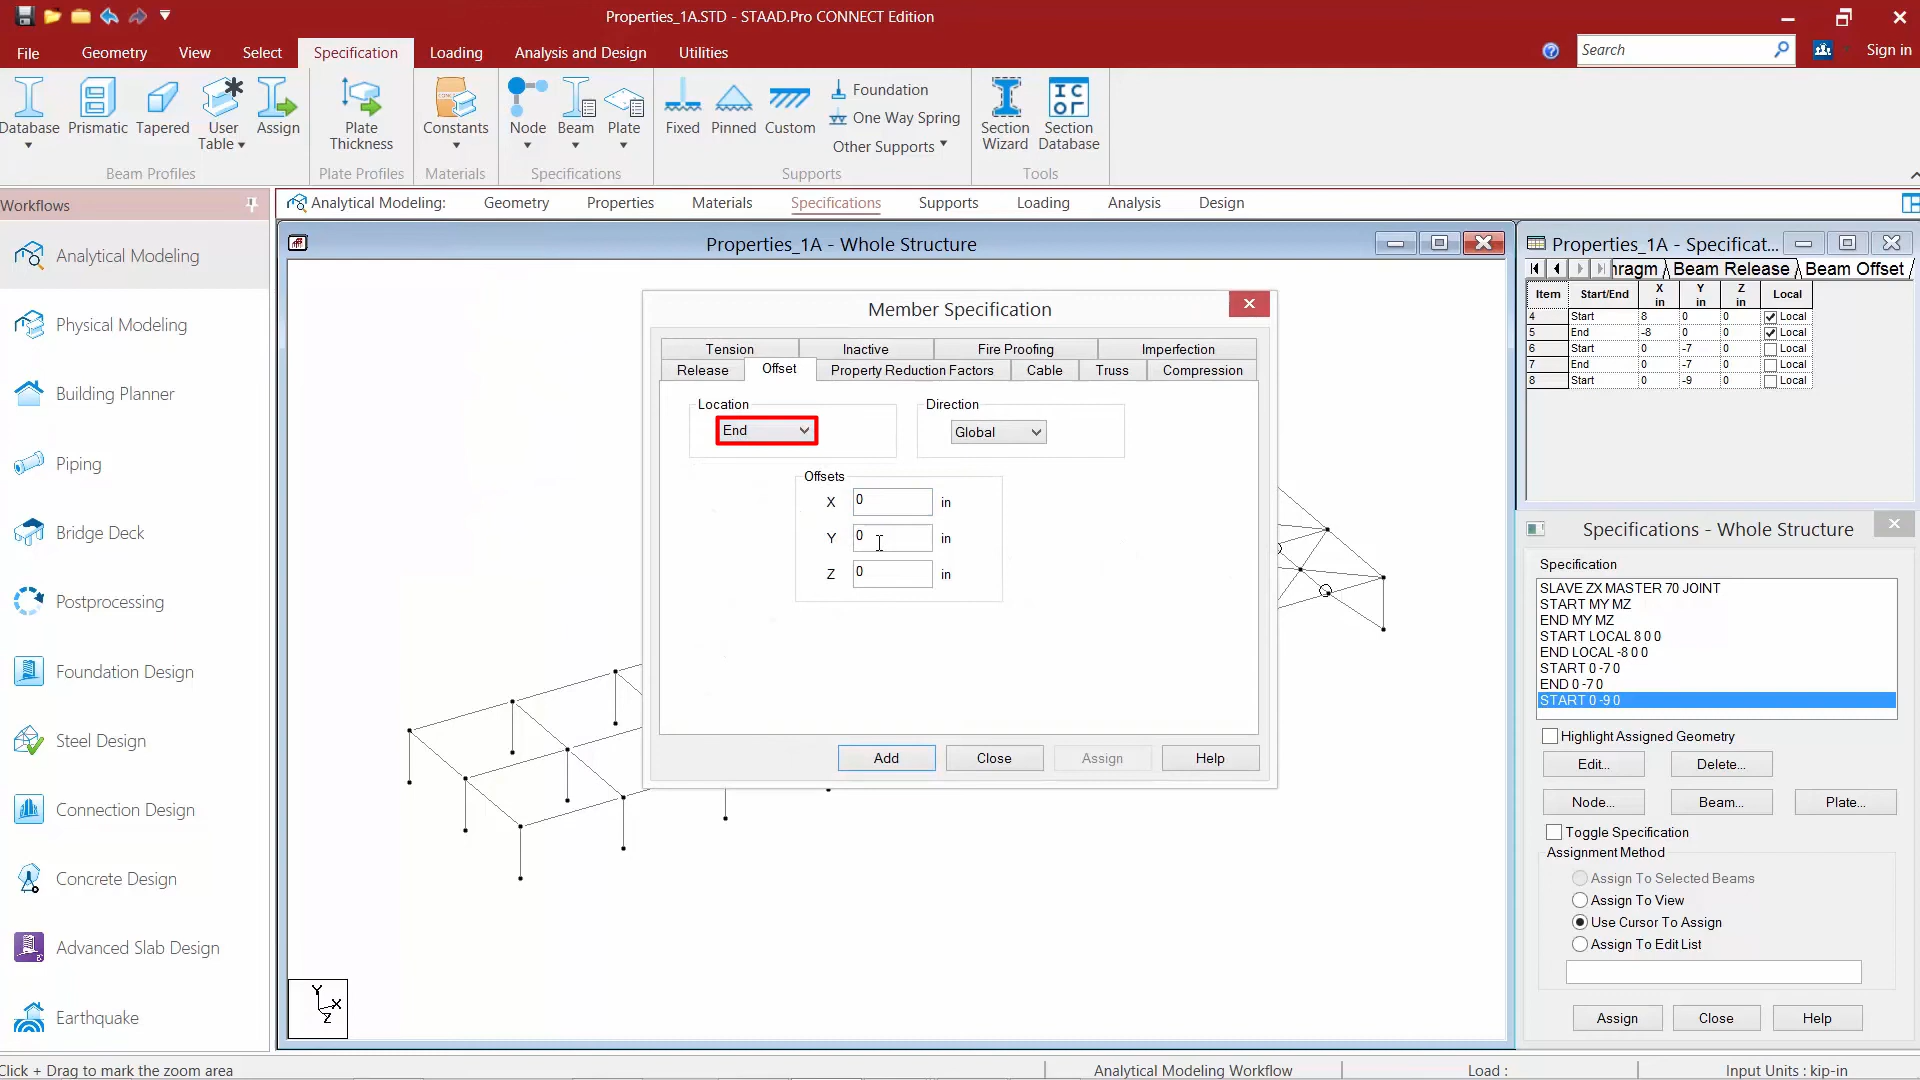 Properties_1A.STD - STAAD.Pro CONNECT Edition
File
Geometry
View
Select
Specification
Loading
Analysis and Design
Utilities
Search
Sign in
Database
Prismatic
Tapered
User
Table
Assign
Beam Profiles
Plate
Thickness
Plate Profiles
Constants
Materials
Node
Beam
Plate
Specifications
Fixed
Pinned
Custom
Foundation
One Way Spring
Other Supports
Supports
Section
Wizard
Section
Database
Tools
Workflows
Analytical Modeling
Physical Modeling
Building Planner
Piping
Bridge Deck
Postprocessing
Foundation Design
Steel Design
Connection Design
Concrete Design
Advanced Slab Design
Earthquake
Analytical Modeling:
Geometry
Properties
Materials
Specifications
Supports
Loading
Analysis
Design
Properties_1A - Whole Structure
Member Specification
Tension
Inactive
Fire Proofing
Imperfection
Release
Offset
Property Reduction Factors
Cable
Truss
Compression
Location
End
Direction
Global
Offsets
X 0 in
Y 0 in
Z 0 in
Add
Close
Assign
Help
Y
X
Z
Properties_1A - Specificat...
hragm
Beam Release
Beam Offset
Item Start/End X in Y in Z in Local
4 Start 8 0 0 Local
5 End -8 0 0 Local
6 Start 0 -7 0 Local
7 End 0 -7 0 Local
8 Start 0 -9 0 Local
Specifications - Whole Structure
Specification
SLAVE ZX MASTER 70 JOINT
START MY MZ
END MY MZ
START LOCAL 8 0 0
END LOCAL -8 0 0
START 0 -7 0
END 0 -7 0
START 0 -9 0
Highlight Assigned Geometry
Edit...
Delete...
Node...
Beam...
Plate...
Toggle Specification
Assignment Method
Assign To Selected Beams
Assign To View
Use Cursor To Assign
Assign To Edit List
Assign
Close
Help
Click + Drag to mark the zoom area
Analytical Modeling Workflow
Load :
Input Units : kip-in